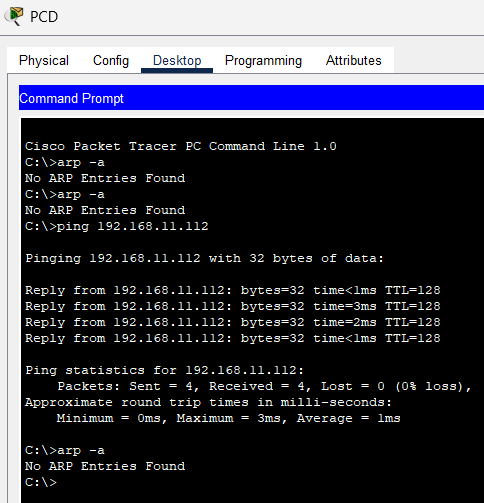 PCD
Physical Config Desktop Programming Attributes
Command Prompt
Cisco Packet Tracer PC Command Line 1.0
C:\>arp -a
No ARP Entries Found
C:\>arp -a
No ARP Entries Found
C:\>ping 192.168.11.112
Pinging 192.168.11.112 with 32 bytes of data:
Reply from 192.168.11.112: bytes=32 time<1ms TTL=128
Reply from 192.168.11.112: bytes=32 time=3ms TTL=128
Reply from 192.168.11.112: bytes=32 time=2ms TTL=128
Reply from 192.168.11.112: bytes=32 time<1ms TTL=128
Ping statistics for 192.168.11.112:
Packets: Sent = 4, Received = 4, Lost = 0 (0% loss),
Approximate round trip times in milli-seconds:
Minimum = 0ms, Maximum = 3ms, Average = 1ms
C:\>arp -a
No ARP Entries Found
C:\>